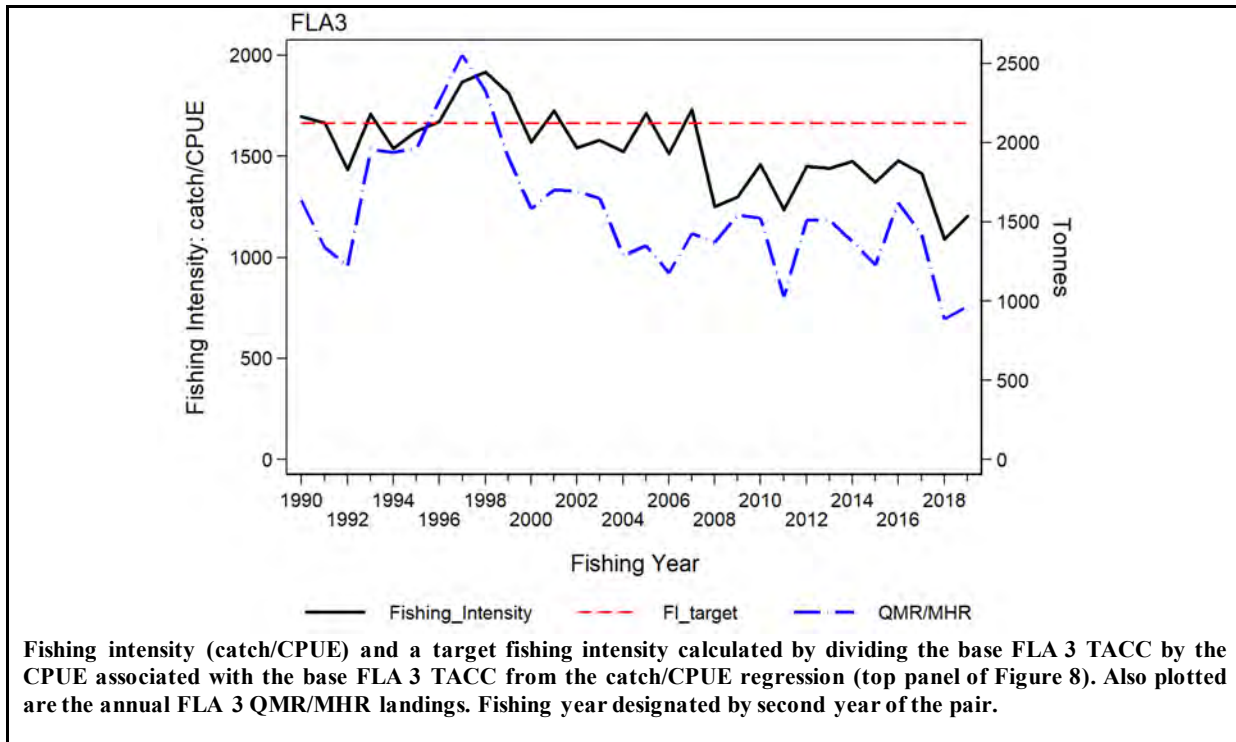 FLA3
2000
1500
1000
500
0
Fishing Intensity: catch/CPUE
2500
2000
1500
1000
500
0
Tonnes
1990 1994 1998 2002 2006 2010 2014 2018
1992 1996 2000 2004 2008 2012 2016
Fishing Year
Fishing_Intensity FI_target QMR/MHR
Fishing intensity (catch/CPUE) and a target fishing intensity calculated by dividing the base FLA 3 TACC by the
CPUE associated with the base FLA 3 TACC from the catch/CPUE regression (top panel of Figure 8). Also plotted
are the annual FLA 3 QMR/MHR landings. Fishing year designated by second year of the pair.